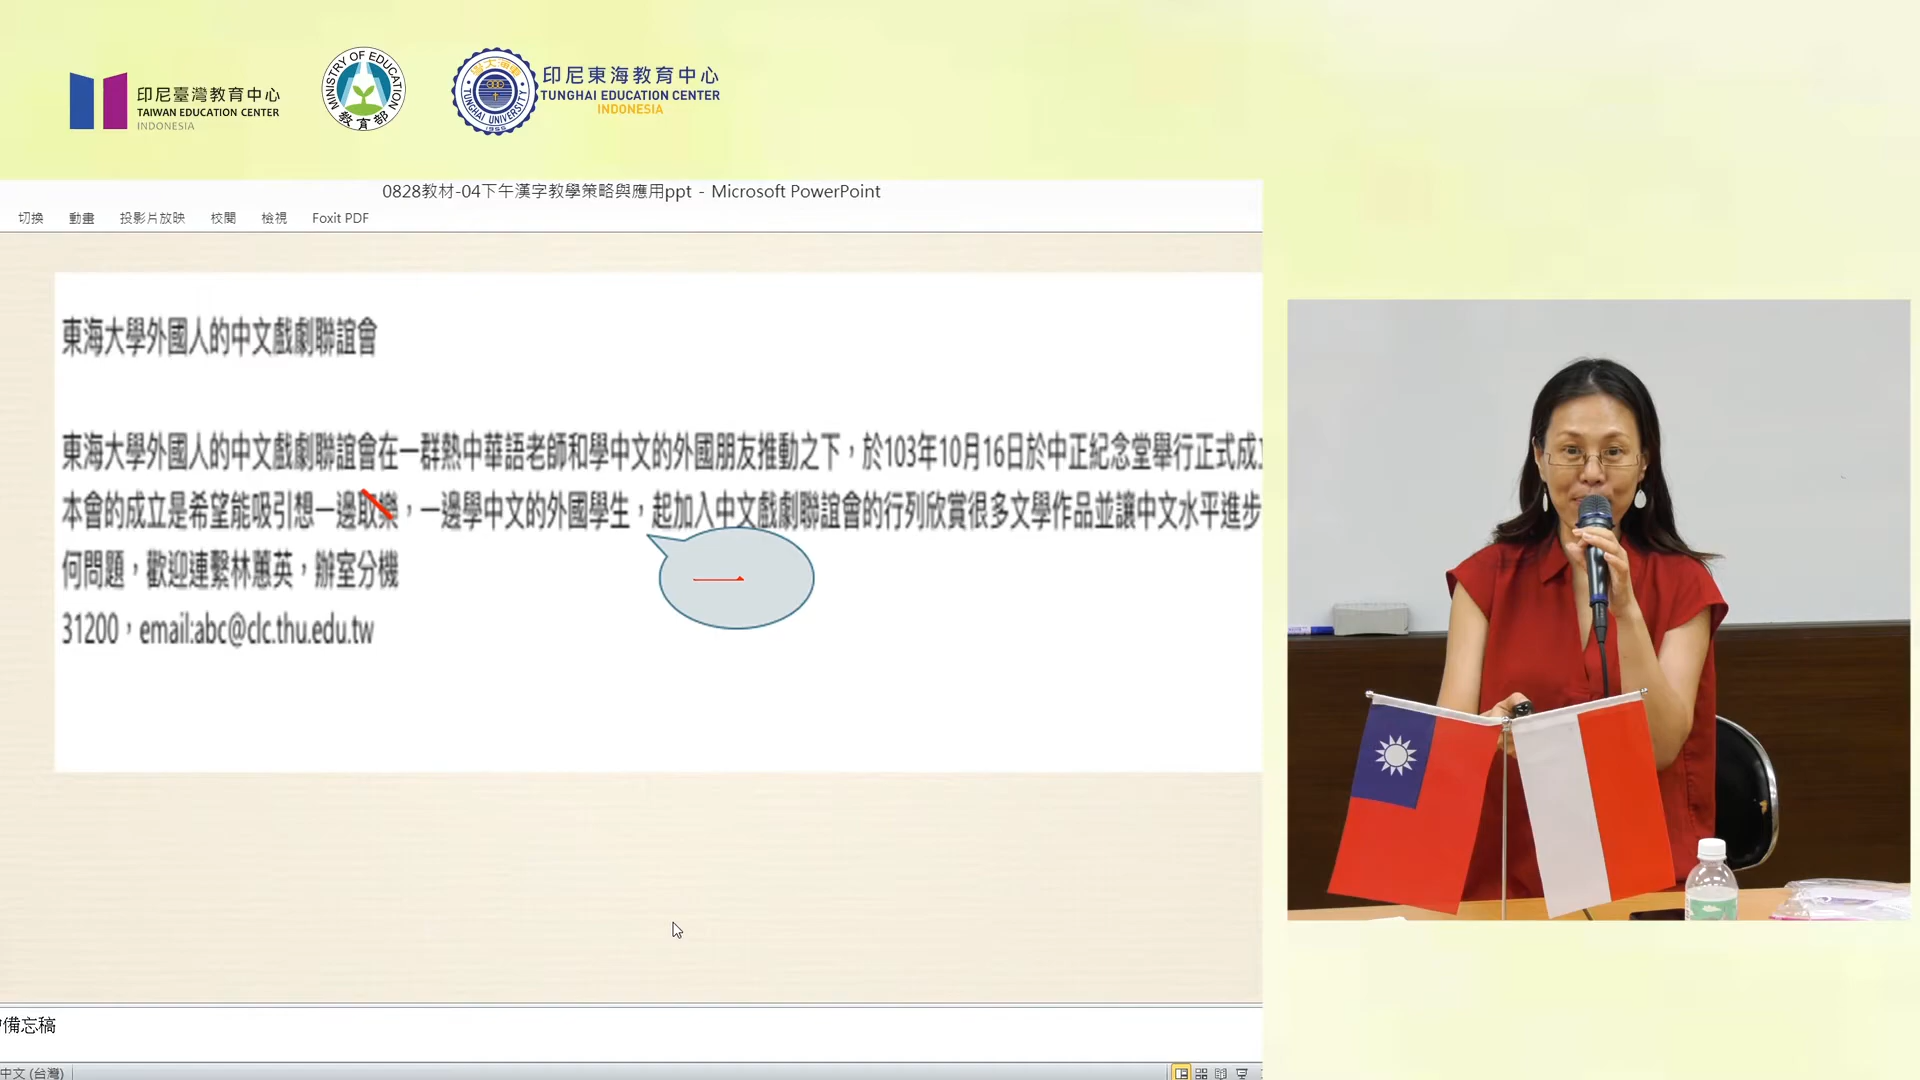 印尼臺灣教育中心
TAIWAN EDUCATION CENTER
INDONESIA
MINISTRY OF EDUCATION
教育部
TUNGHAI UNIVERSITY
1955
印尼東海教育中心
TUNGHAI EDUCATION CENTER
INDONESIA
0828教材-04下午漢字教學策略與應用ppt - Microsoft PowerPoint
切換 動畫 投影片放映 校閱 檢視 Foxit PDF
東海大學外國人的中文戲劇聯誼會
東海大學外國人的中文戲劇聯誼會在一群熱中華語老師和學中文的外國朋友推動之下，於103年10月16日於中正紀念堂舉行正式成立
本會的成立是希望能吸引想一邊取樂，一邊學中文的外國學生，起加入中文戲劇聯誼會的行列欣賞很多文學作品並讓中文水平進步
何問題，歡迎連繫林蕙英，辦室分機
31200，email:abc@clc.thu.edu.tw
備忘稿
中文 (台灣)